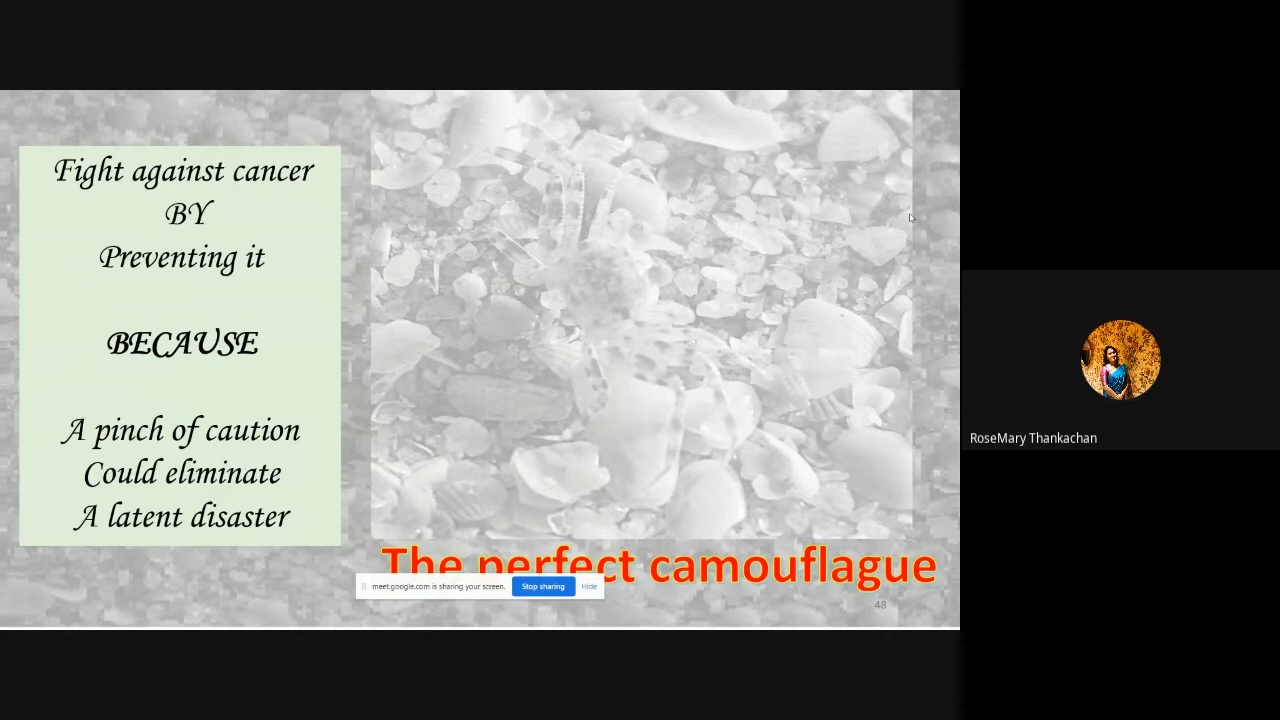 Fight against cancer
BY
Preventing it
BECAUSE
A pinch of caution
Could eliminate
A latent disaster
The perfect camouflague
meet.google.com is sharing your screen.
Stop sharing
Hide
48
RoseMary Thankachan